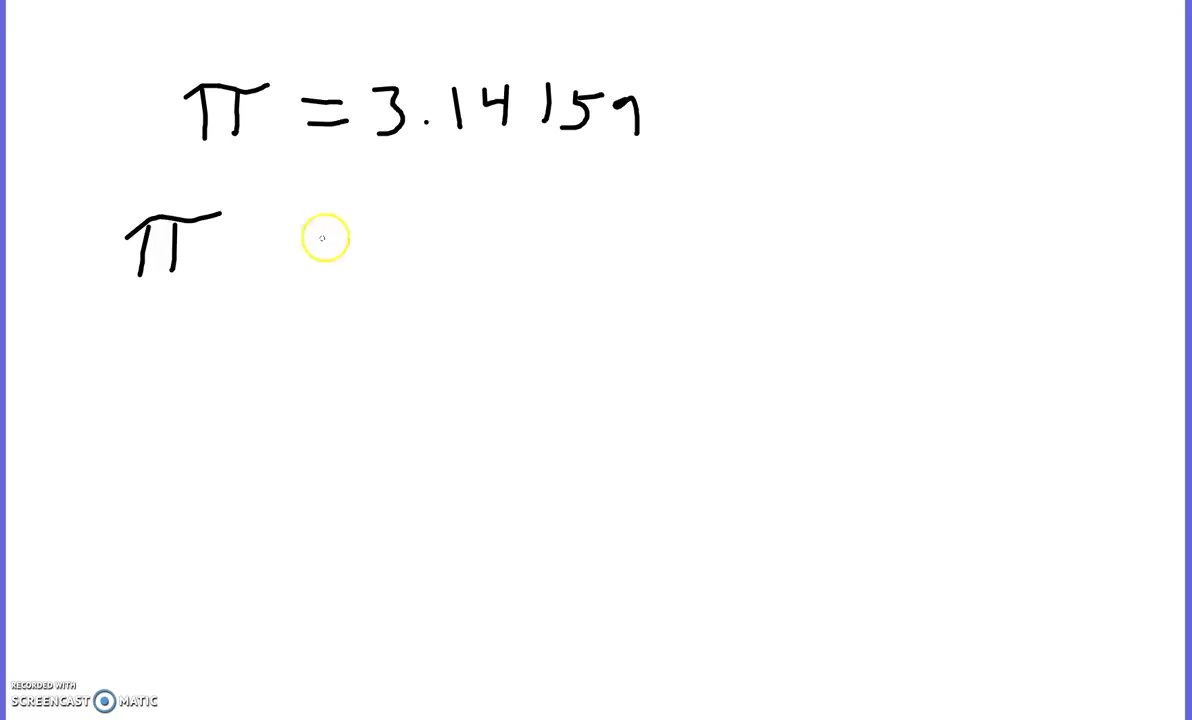 π = 3.14159
π
RECORDED WITH
SCREENCAST MATIC